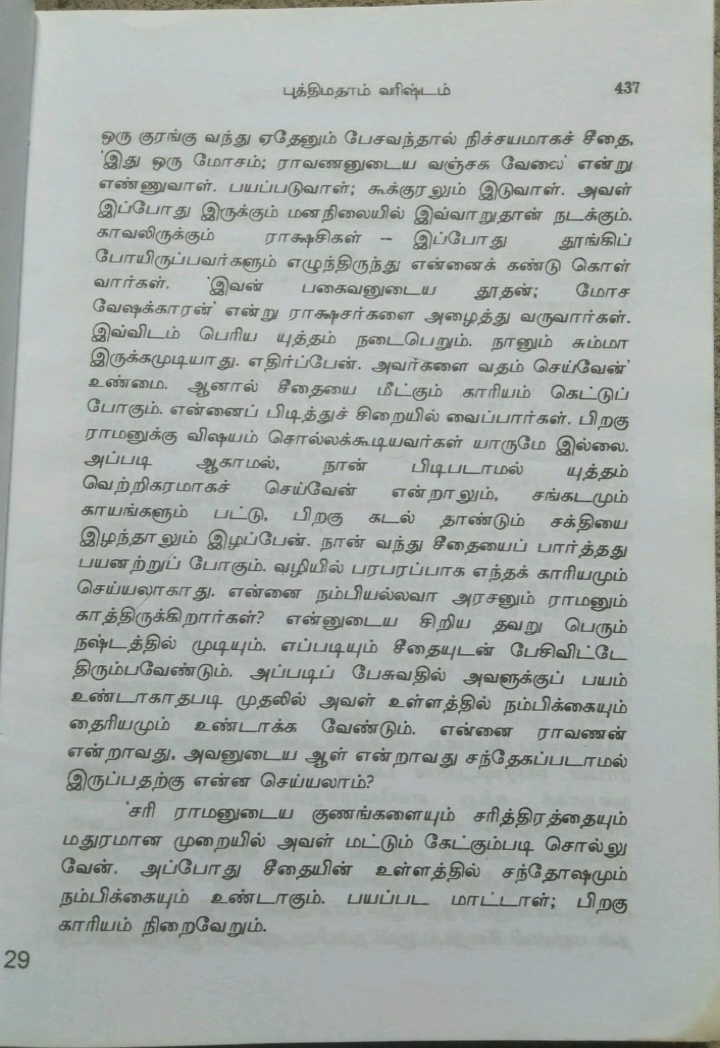 புத்திமதாம் வரிஷ்டம் 437
ஒரு குரங்கு வந்து ஏதேனும் பேசவந்தால் நிச்சயமாகச் சீதை,
'இது ஒரு மோசம்; ராவணனுடைய வஞ்சக வேலை' என்று
எண்ணுவாள். பயப்படுவாள்; கூக்குரலும் இடுவாள். அவள்
இப்போது இருக்கும் மனநிலையில் இவ்வாறுதான் நடக்கும்.
காவலிருக்கும் ராக்ஷசிகள் – இப்போது தூங்கிப்
போயிருப்பவர்களும் எழுந்திருந்து என்னைக் கண்டு கொள்
வார்கள். 'இவன் பகைவனுடைய தூதன்; மோச
வேஷக்காரன்' என்று ராக்ஷசர்களை அழைத்து வருவார்கள்.
இவ்விடம் பெரிய யுத்தம் நடைபெறும். நானும் சும்மா
இருக்கமுடியாது. எதிர்ப்பேன். அவர்களை வதம் செய்வேன்'
உண்மை. ஆனால் சீதையை மீட்கும் காரியம் கெட்டுப்
போகும். என்னைப் பிடித்துச் சிறையில் வைப்பார்கள். பிறகு
ராமனுக்கு விஷயம் சொல்லக்கூடியவர்கள் யாருமே இல்லை.
அப்படி ஆகாமல், நான் பிடிபடாமல் யுத்தம்
வெற்றிகரமாகச் செய்வேன் என்றாலும், சங்கடமும்
காயங்களும் பட்டு, பிறகு கடல் தாண்டும் சக்தியை
இழந்தாலும் இழப்பேன். நான் வந்து சீதையைப் பார்த்தது
பயனற்றுப் போகும். வழியில் பரபரப்பாக எந்தக் காரியமும்
செய்யலாகாது. என்னை நம்பியல்லவா அரசனும் ராமனும்
காத்திருக்கிறார்கள்? என்னுடைய சிறிய தவறு பெரும்
நஷ்டத்தில் முடியும். எப்படியும் சீதையுடன் பேசிவிட்டே
திரும்பவேண்டும். அப்படிப் பேசுவதில் அவளுக்குப் பயம்
உண்டாகாதபடி முதலில் அவள் உள்ளத்தில் நம்பிக்கையும்
தைரியமும் உண்டாக்க வேண்டும். என்னை ராவணன்
என்றாவது, அவனுடைய ஆள் என்றாவது சந்தேகப்படாமல்
இருப்பதற்கு என்ன செய்யலாம்?
'சரி ராமனுடைய குணங்களையும் சரித்திரத்தையும்
மதுரமான முறையில் அவள் மட்டும் கேட்கும்படி சொல்லு
வேன். அப்போது சீதையின் உள்ளத்தில் சந்தோஷமும்
நம்பிக்கையும் உண்டாகும். பயப்பட மாட்டாள்; பிறகு
காரியம் நிறைவேறும்.
29